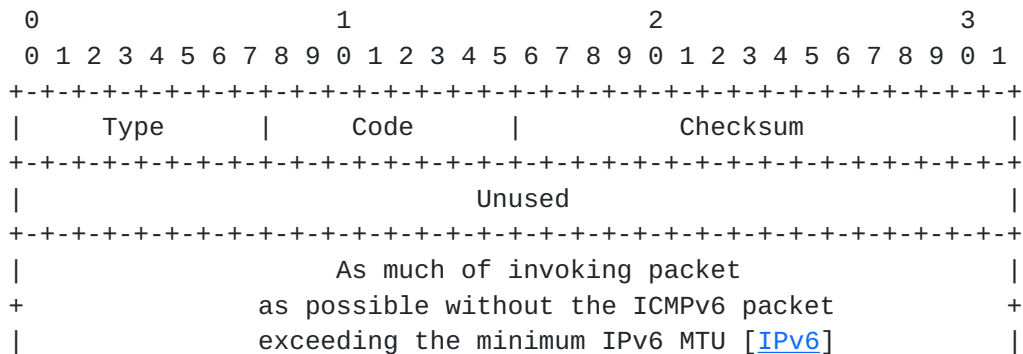 0                   1                   2                   3
0 1 2 3 4 5 6 7 8 9 0 1 2 3 4 5 6 7 8 9 0 1 2 3 4 5 6 7 8 9 0 1
+-+-+-+-+-+-+-+-+-+-+-+-+-+-+-+-+-+-+-+-+-+-+-+-+-+-+-+-+-+-+-+-+
|     Type      |     Code      |          Checksum             |
+-+-+-+-+-+-+-+-+-+-+-+-+-+-+-+-+-+-+-+-+-+-+-+-+-+-+-+-+-+-+-+-+
|                             Unused                            |
+-+-+-+-+-+-+-+-+-+-+-+-+-+-+-+-+-+-+-+-+-+-+-+-+-+-+-+-+-+-+-+-+
|                    As much of invoking packet                 |
+               as possible without the ICMPv6 packet           +
|               exceeding the minimum IPv6 MTU [IPv6]           |